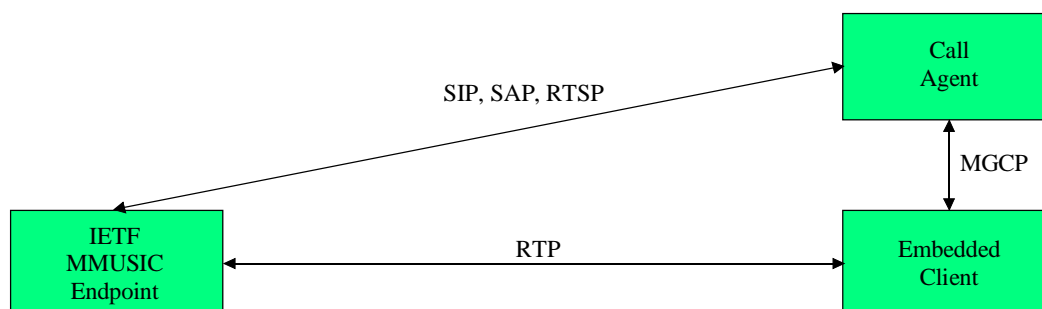 Call
Agent
SIP, SAP, RTSP
MGCP
IETF
MMUSIC
Endpoint
RTP
Embedded
Client